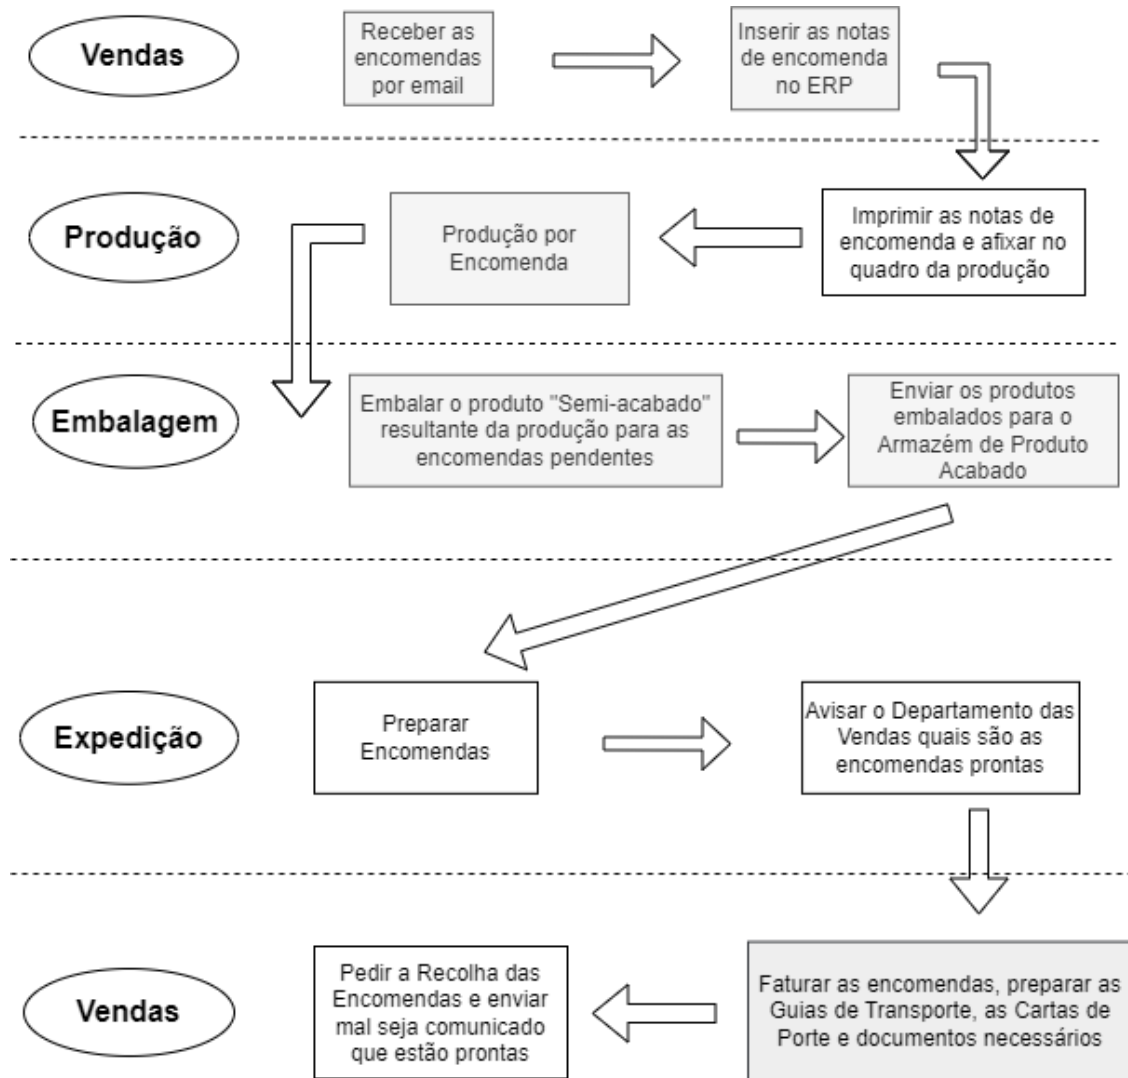 Vendas
Receber as
encomendas
por email
Inserir as notas
de encomenda
no ERP
Produção
Produção por
Encomenda
Imprimir as notas de
encomenda e afixar no
quadro da produção
Embalagem
Embalar o produto "Semi-acabado"
resultante da produção para as
encomendas pendentes
Enviar os produtos
embalados para o
Armazém de Produto
Acabado
Expedição
Preparar
Encomendas
Avisar o Departamento das
Vendas quais são as
encomendas prontas
Vendas
Pedir a Recolha das
Encomendas e enviar
mal seja comunicado
que estão prontas
Faturar as encomendas, preparar as
Guias de Transporte, as Cartas de
Porte e documentos necessários